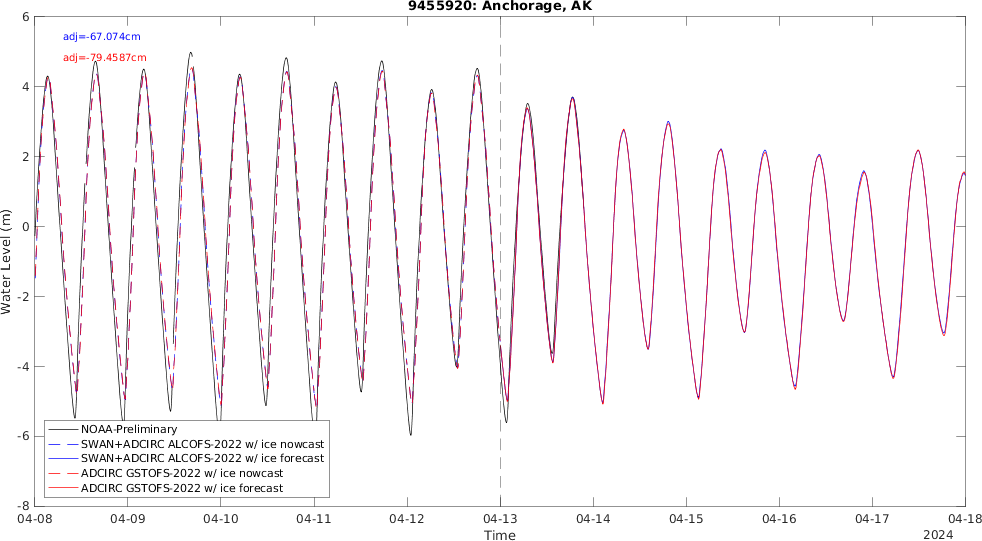 9455920: Anchorage, AK
adj=-67.074cm
adj=-79.4587cm
6
4
2
0
-2
-4
-6
-8
Water Level (m)
NOAA-Preliminary
SWAN+ADCIRC ALCOFS-2022 w/ ice nowcast
SWAN+ADCIRC ALCOFS-2022 w/ ice forecast
ADCIRC GSTOFS-2022 w/ ice nowcast
ADCIRC GSTOFS-2022 w/ ice forecast
04-08 04-09 04-10 04-11 04-12 04-13 04-14 04-15 04-16 04-17 04-18
Time
2024